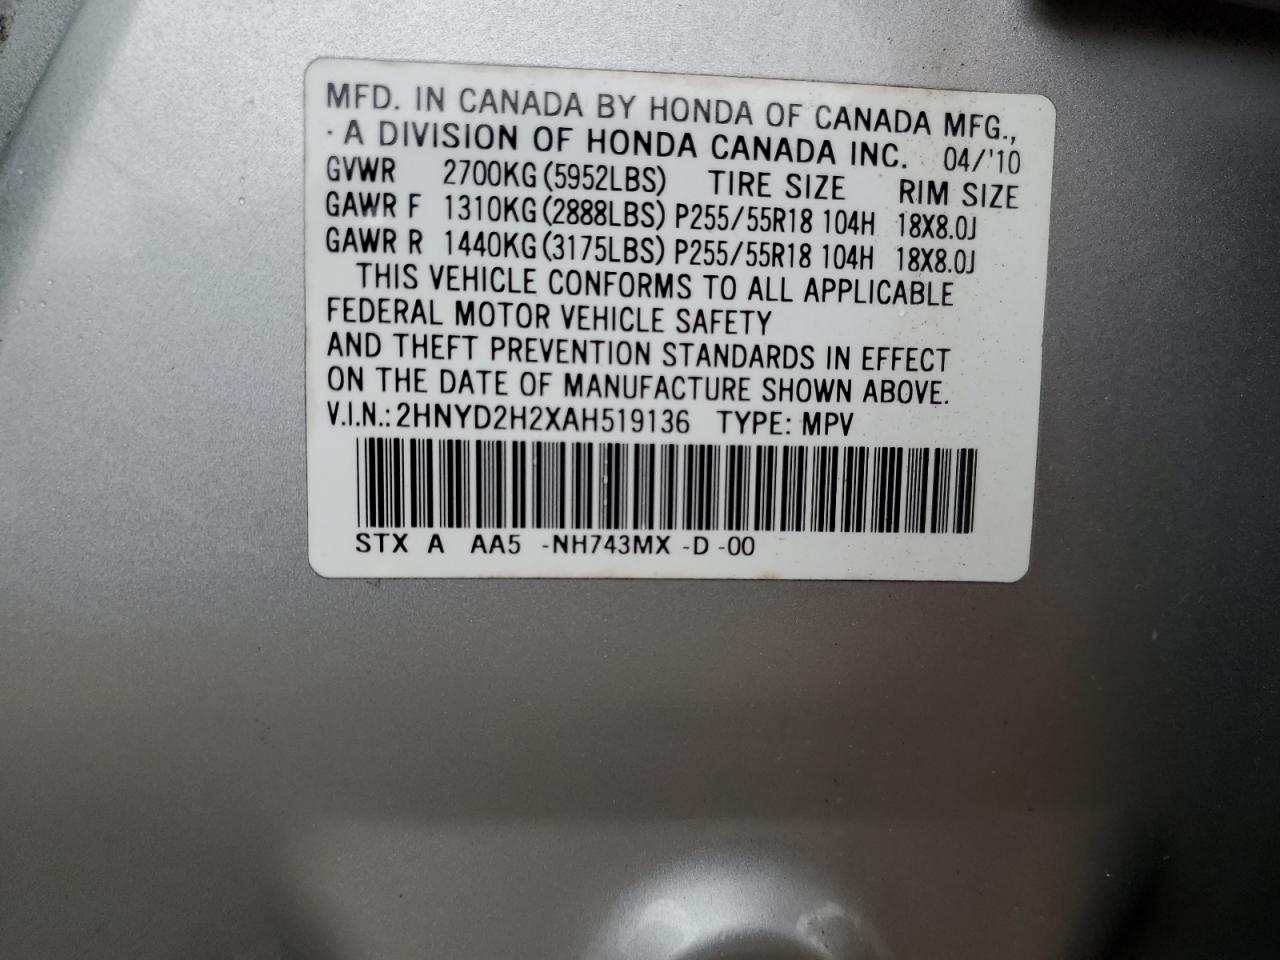 MFD. IN CANADA BY HONDA OF CANADA MFG.,
· A DIVISION OF HONDA CANADA INC. 04/'10
GVWR 2700KG (5952LBS) TIRE SIZE RIM SIZE
GAWR F 1310KG (2888LBS) P255/55R18 104H 18X8.0J
GAWR R 1440KG (3175LBS) P255/55R18 104H 18X8.0J
THIS VEHICLE CONFORMS TO ALL APPLICABLE
FEDERAL MOTOR VEHICLE SAFETY
AND THEFT PREVENTION STANDARDS IN EFFECT
ON THE DATE OF MANUFACTURE SHOWN ABOVE.
V.I.N.: 2HNYD2H2XAH519136 TYPE: MPV
STX A AA5 -NH743MX -D -00